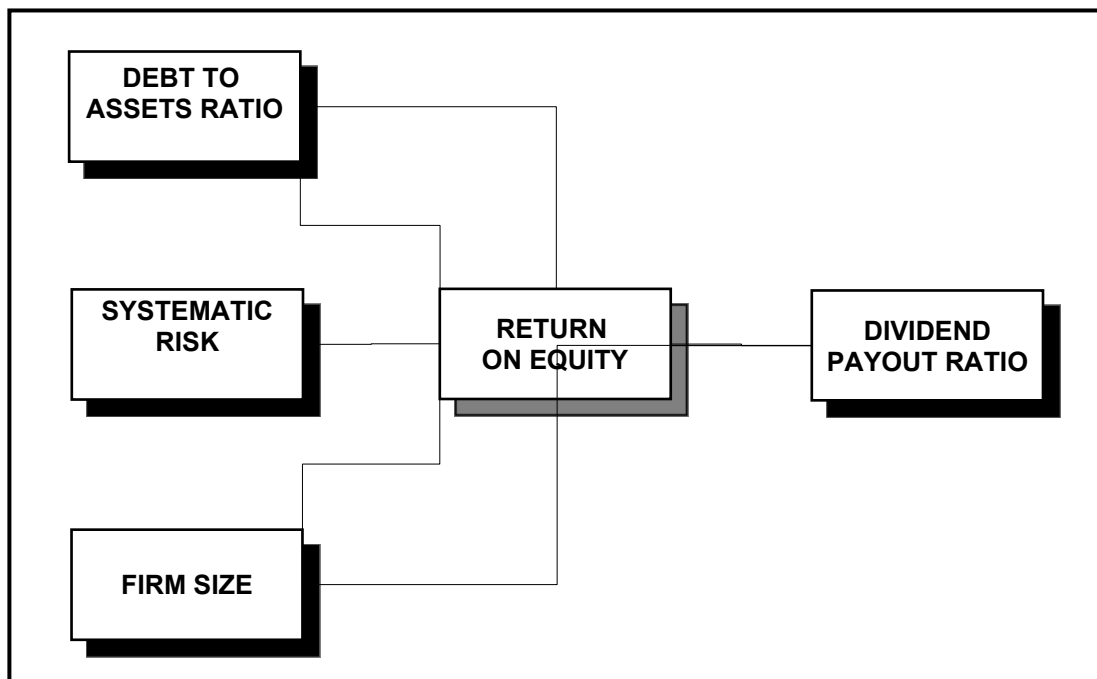 DEBT TO
ASSETS RATIO
SYSTEMATIC
RISK
RETURN
ON EQUITY
DIVIDEND
PAYOUT RATIO
FIRM SIZE